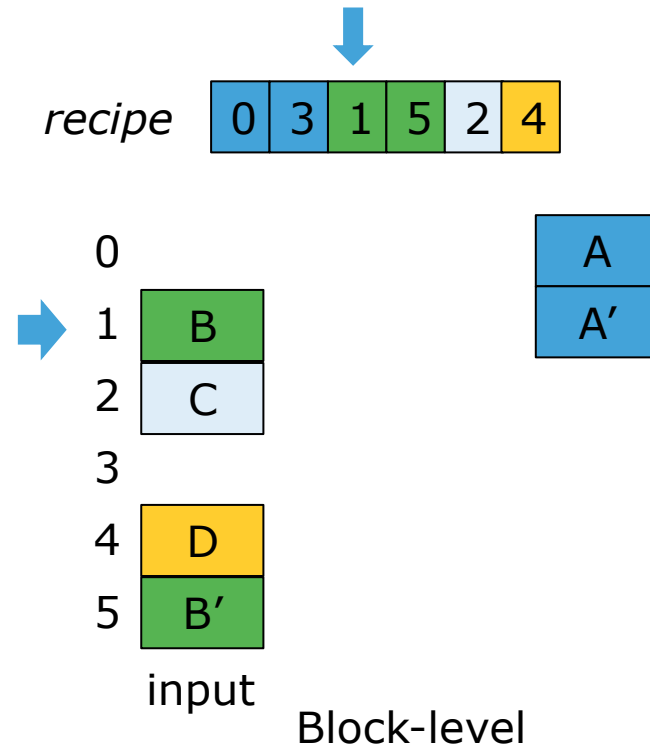 recipe 0 3 1 5 2 4
0 A
1 B A′
2 C
3
4 D
5 B′
input
Block-level